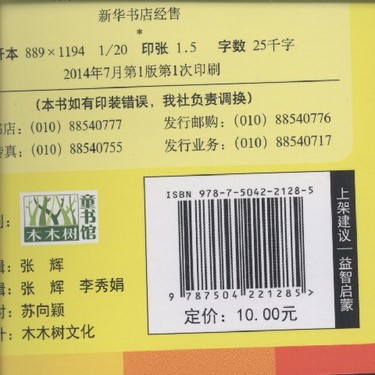 新华书店经售
*
开本 889×1194 1/20 印张 1.5 字数 25千字
2014年7月第1版第1次印刷
(本书如有印装错误，我社负责调换)
书店：(010) 88540777 发行邮购：(010) 88540776
传真：(010) 88540755 发行业务：(010) 88540717
木木树
童书馆
张 辉
张 辉 李秀娟
苏向颖
木木树文化
ISBN 978-7-5042-2128-5
9 787504 221285 >
定价：10.00元
上架建议 | 益智启蒙